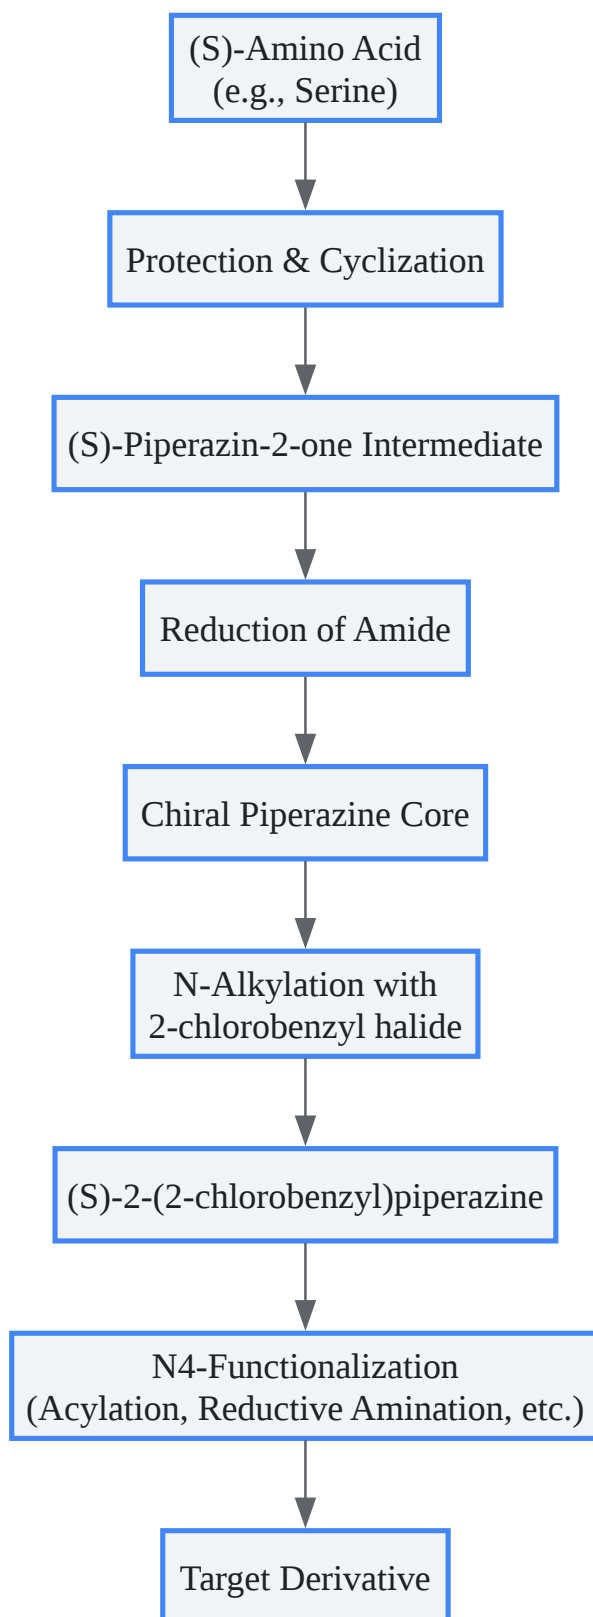 (S)-Amino Acid
(e.g., Serine)
Protection & Cyclization
(S)-Piperazin-2-one Intermediate
Reduction of Amide
Chiral Piperazine Core
N-Alkylation with
2-chlorobenzyl halide
(S)-2-(2-chlorobenzyl)piperazine
N4-Functionalization
(Acylation, Reductive Amination, etc.)
Target Derivative